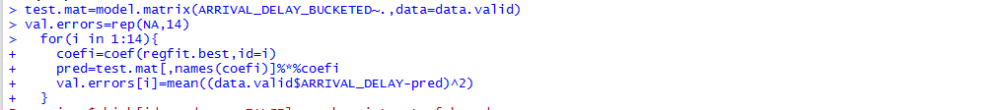 > test.mat=model.matrix(ARRIVAL_DELAY_BUCKETED~.,data=data.valid)
> val.errors=rep(NA,14)
>   for(i in 1:14){
+     coefi=coef(regfit.best,id=i)
+     pred=test.mat[,names(coefi)]%*%coefi
+     val.errors[i]=mean((data.valid$ARRIVAL_DELAY-pred)^2)
+   }